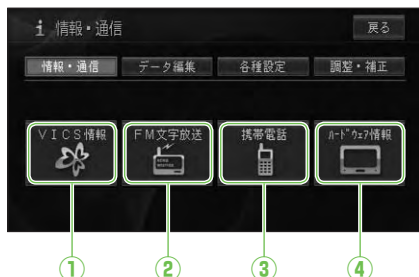 i 情報・通信
戻る
情報・通信 データ編集 各種設定 調整・補正
VICS情報 FM文字放送 携帯電話 ハードウェア情報
① ② ③ ④